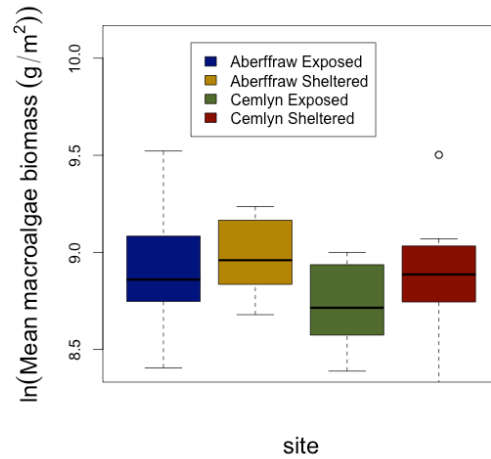 ln(Mean macroalgae biomass (g/m²))
10.0
9.5
9.0
8.5
Aberffraw Exposed
Aberffraw Sheltered
Cemlyn Exposed
Cemlyn Sheltered
site